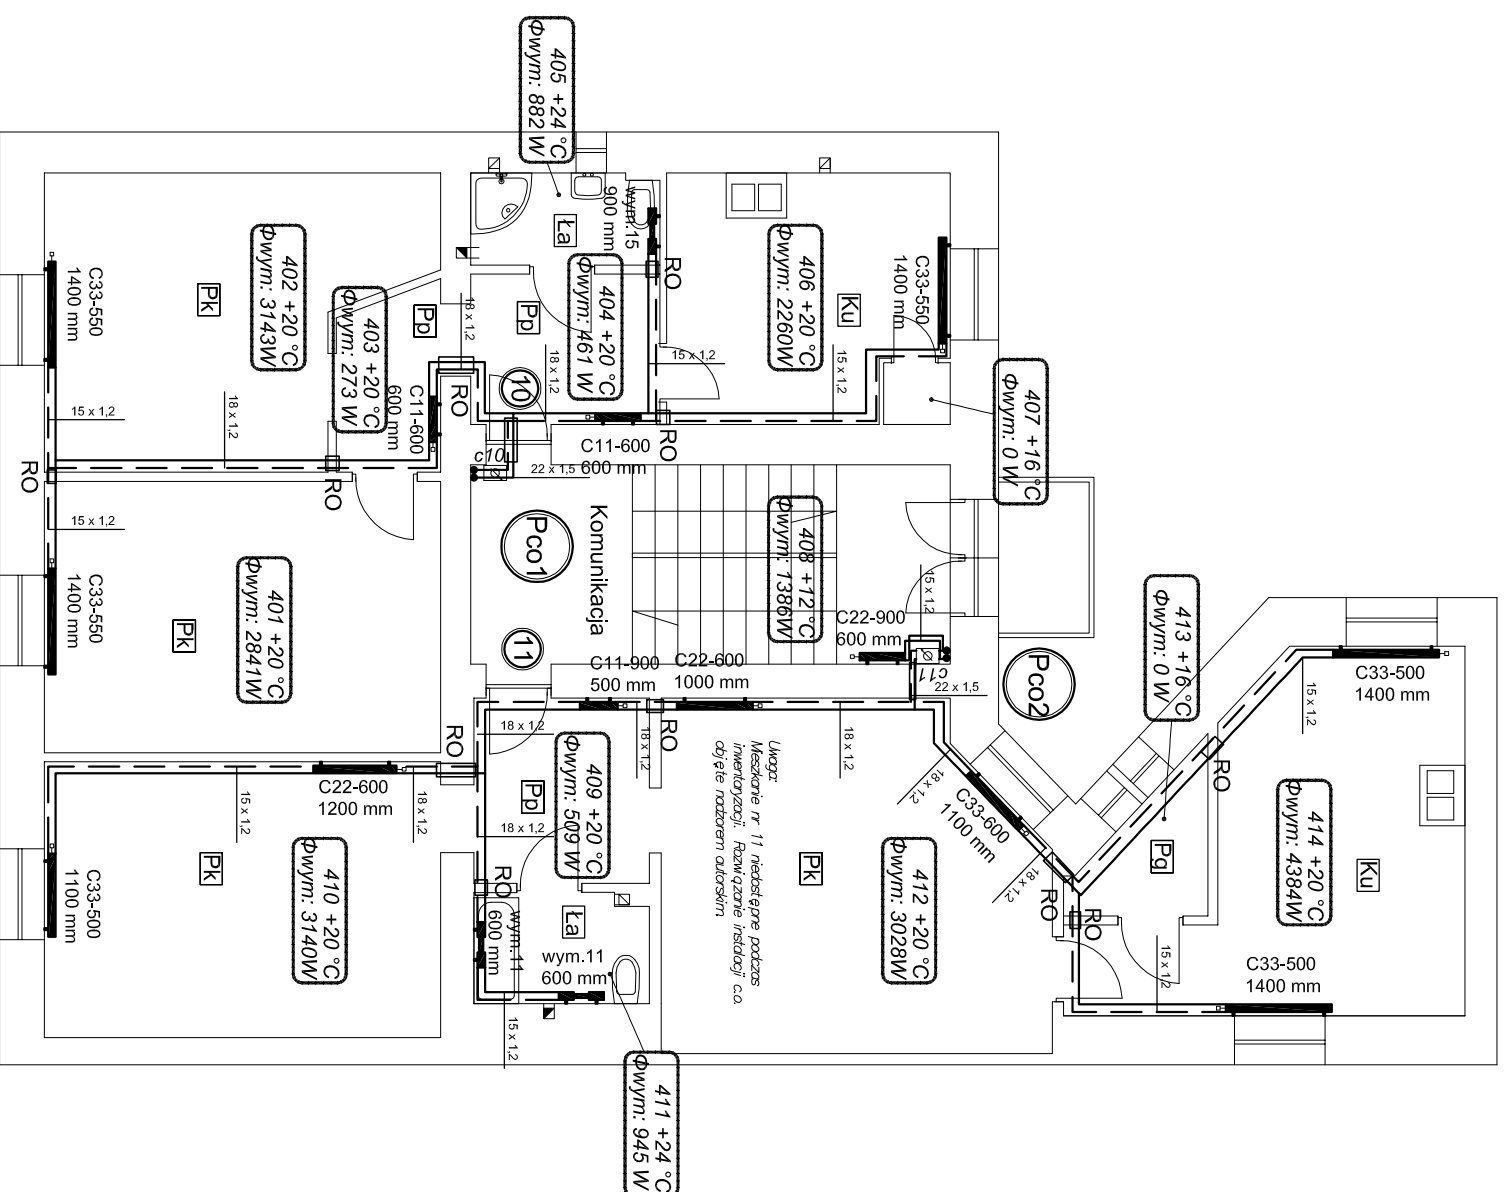 405 +24 °C
Φwym: 882 W
402 +20 °C
Φwym: 3143W
403 +20 °C
Φwym: 273 W
404 +20 °C
Φwym: 461 W
406 +20 °C
Φwym: 2260W
407 +16 °C
Φwym: 0 W
408 +12 °C
Φwym: 1386W
401 +20 °C
Φwym: 2841W
413 +16 °C
Φwym: 0 W
414 +20 °C
Φwym: 4384W
409 +20 °C
Φwym: 509 W
410 +20 °C
Φwym: 3140W
412 +20 °C
Φwym: 3028W
411 +24 °C
Φwym: 945 W
wym.15
900 mm
Ła
Pk
Pp
Pp
Ku
C33-550
1400 mm
C33-550
1400 mm
C11-600
600 mm
C11-600
600 mm
RO
RO
RO
RO
RO
18 x 1,2
18 x 1,2
15 x 1,2
15 x 1,2
15 x 1,2
18 x 1,2
15 x 1,2
10
c10
22 x 1,5
Pco1
Komunikacja
11
C33-550
1400 mm
Pk
C22-900
600 mm
15 x 1,2
c11
22 x 1,5
Pco2
C11-900
500 mm
C22-600
1000 mm
RO
RO
18 x 1,2
18 x 1,2
18 x 1,2
18 x 1,2
C22-600
1200 mm
15 x 1,2
18 x 1,2
Pk
C33-500
1100 mm
Pp
RO
Ła
wym.11
600 mm
wym.11
600 mm
15 x 1,2
Uwaga:
Mieszkanie nr 11 niedostępne podczas
inwentaryzacji. Rozwiązanie instalacji c.o.
objęte nadzorem autorskim
Pk
18 x 1,2
C33-600
1100 mm
18 x 1,2
RO
RO
RO
Pg
Ku
C33-500
1400 mm
15 x 1,2
15 x 1,2
C33-500
1400 mm